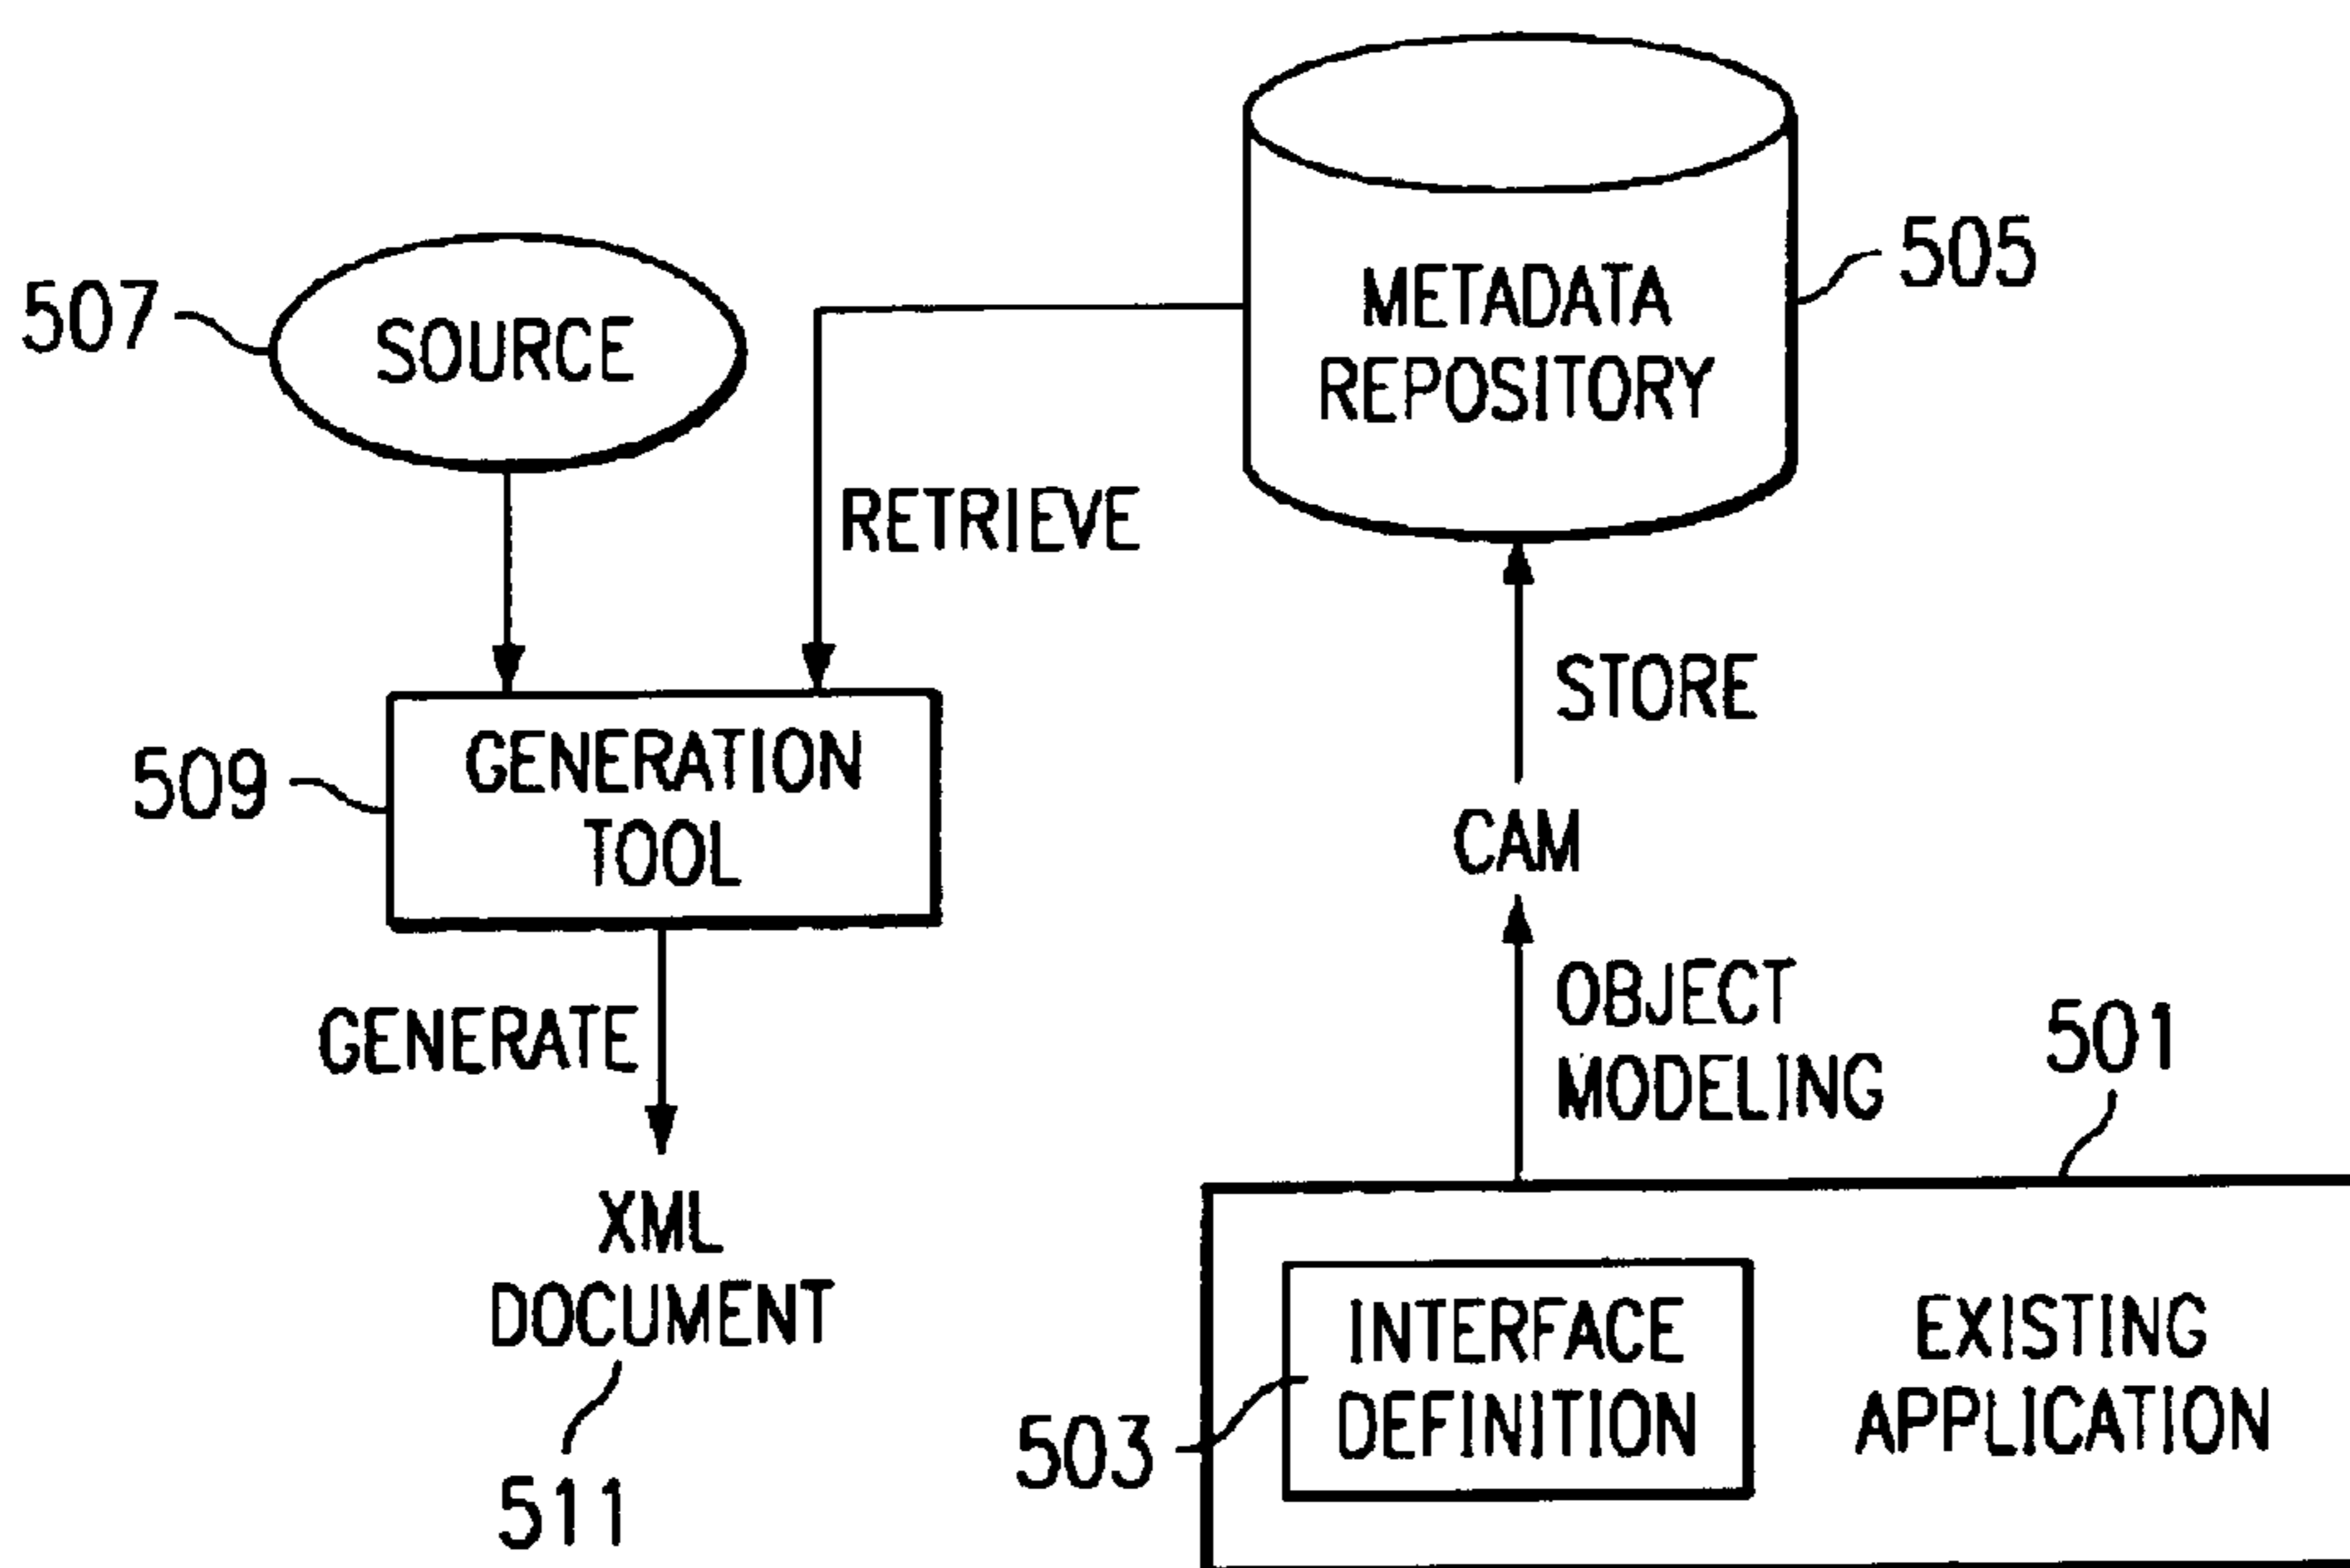 505
METADATA
REPOSITORY
507
SOURCE
RETRIEVE
STORE
509
GENERATION
TOOL
CAM
GENERATE
OBJECT
MODELING
501
XML
DOCUMENT
511
INTERFACE
DEFINITION
503
EXISTING
APPLICATION